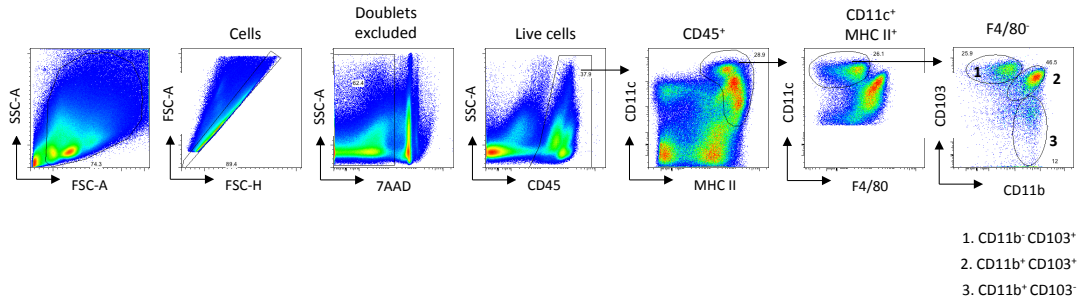 Cells
Doublets
excluded
Live cells
CD45⁺
CD11c⁺
MHC II⁺
F4/80⁻
SSC-A
74.3
FSC-A
FSC-A
89.4
FSC-H
SSC-A
62.4
7AAD
SSC-A
37.9
CD45
CD11c
28.9
MHC II
CD11c
26.1
F4/80
CD103
25.9
46.5
1
2
3
12
CD11b
1. CD11b⁻ CD103⁺
2. CD11b⁺ CD103⁺
3. CD11b⁺ CD103⁻